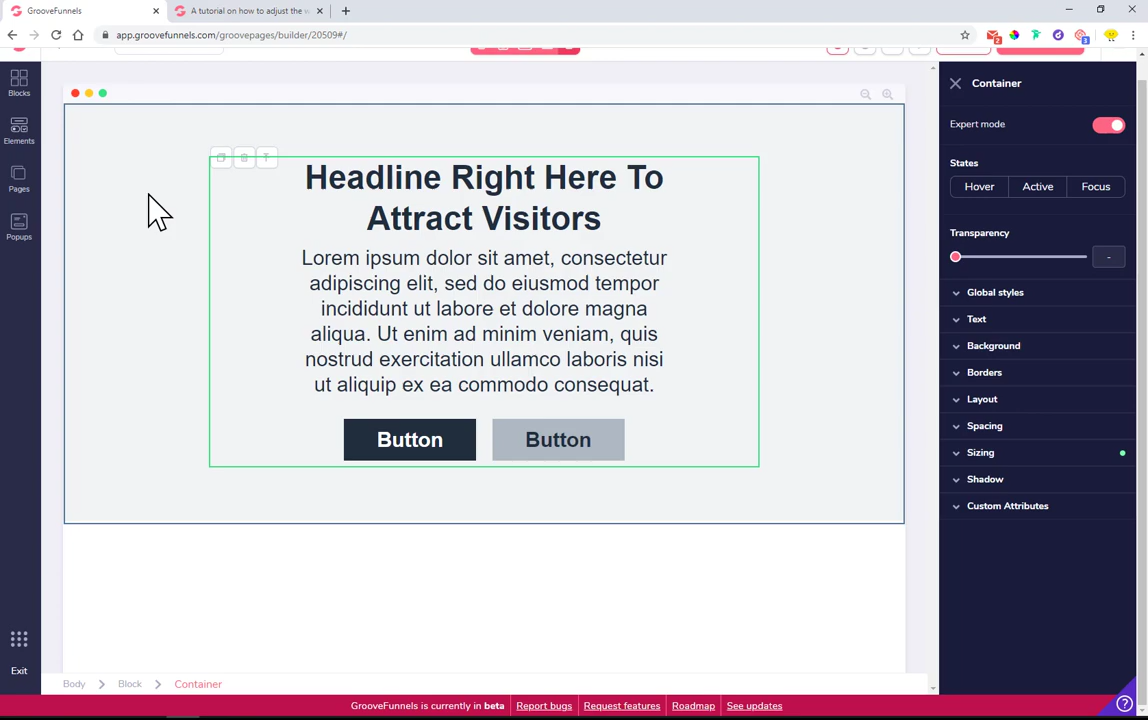 GrooveFunnels
A tutorial on how to adjust the w
app.groovefunnels.com/groovepages/builder/20509#/
2
3
Blocks
Elements
Pages
Popups
Exit
Headline Right Here To
Attract Visitors
Lorem ipsum dolor sit amet, consectetur
adipiscing elit, sed do eiusmod tempor
incididunt ut labore et dolore magna
aliqua. Ut enim ad minim veniam, quis
nostrud exercitation ullamco laboris nisi
ut aliquip ex ea commodo consequat.
Button Button
Container
Expert mode
States
Hover Active Focus
Transparency
-
Global styles
Text
Background
Borders
Layout
Spacing
Sizing
Shadow
Custom Attributes
Body Block Container
GrooveFunnels is currently in beta Report bugs Request features Roadmap See updates